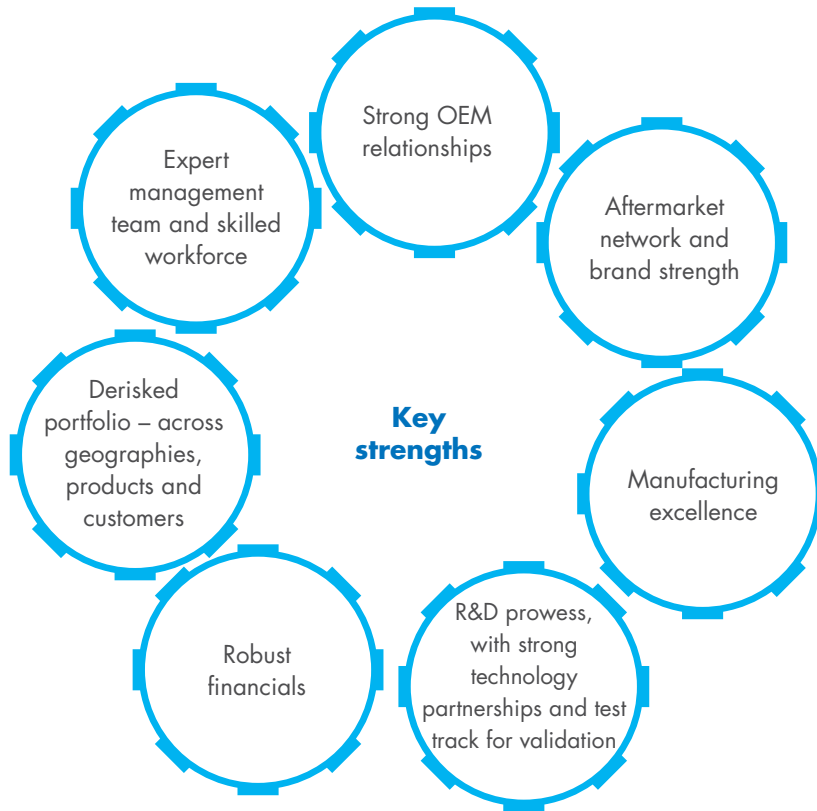 Strong OEM
relationships
Aftermarket
network and
brand strength
Manufacturing
excellence
R&D prowess,
with strong
technology
partnerships and test
track for validation
Robust
financials
Derisked
portfolio – across
geographies,
products and
customers
Expert
management
team and skilled
workforce
Key
strengths